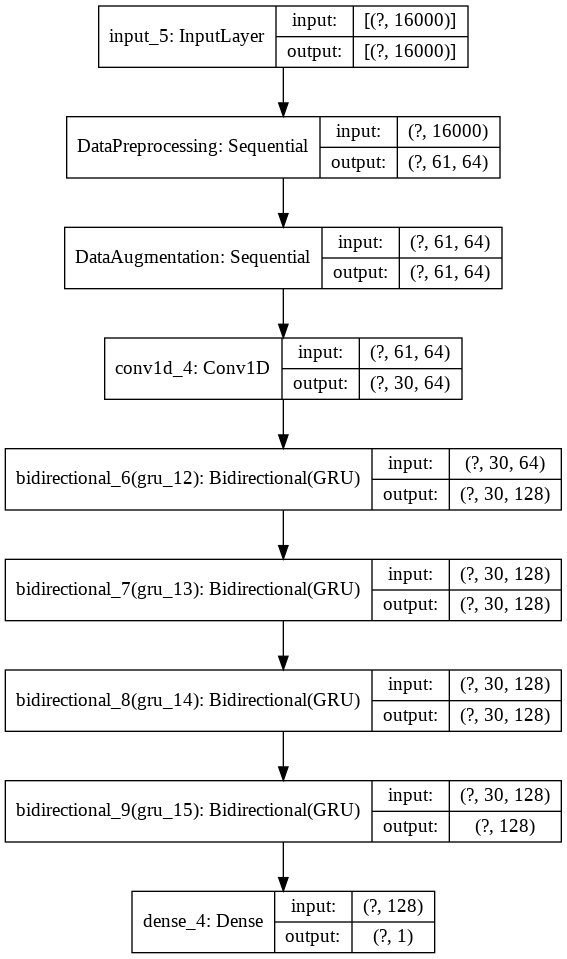 input_5: InputLayer
input: [(?, 16000)]
output: [(?, 16000)]
DataPreprocessing: Sequential
input: (?, 16000)
output: (?, 61, 64)
DataAugmentation: Sequential
input: (?, 61, 64)
output: (?, 61, 64)
conv1d_4: Conv1D
input: (?, 61, 64)
output: (?, 30, 64)
bidirectional_6(gru_12): Bidirectional(GRU)
input: (?, 30, 64)
output: (?, 30, 128)
bidirectional_7(gru_13): Bidirectional(GRU)
input: (?, 30, 128)
output: (?, 30, 128)
bidirectional_8(gru_14): Bidirectional(GRU)
input: (?, 30, 128)
output: (?, 30, 128)
bidirectional_9(gru_15): Bidirectional(GRU)
input: (?, 30, 128)
output: (?, 128)
dense_4: Dense
input: (?, 128)
output: (?, 1)